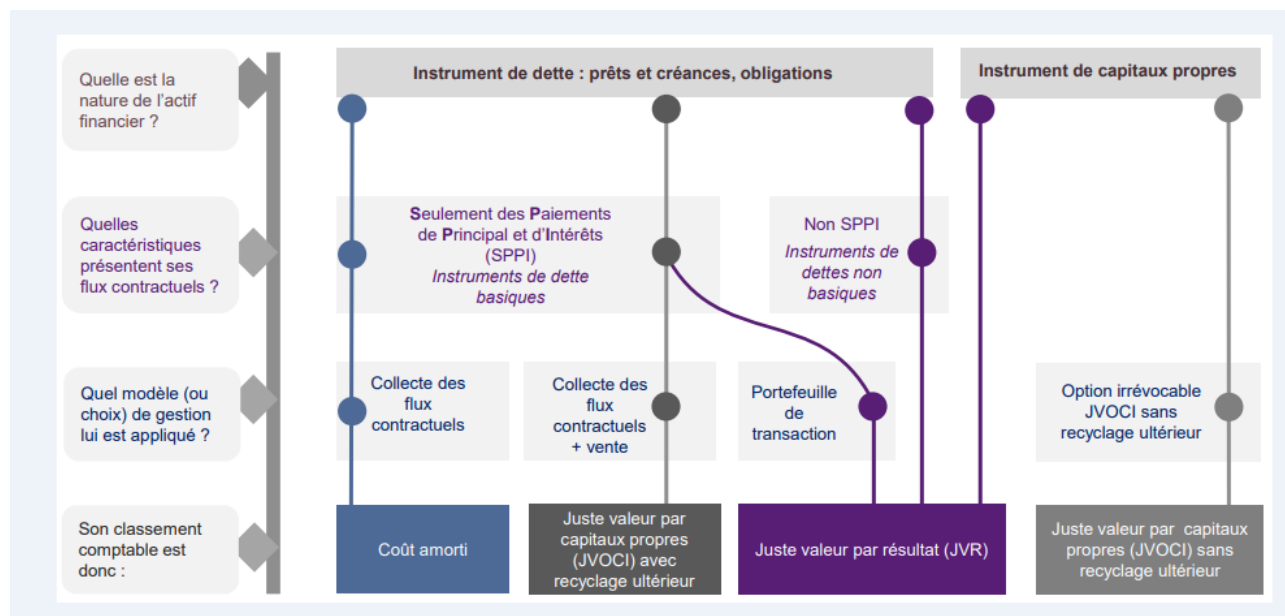 Quelle est la
nature de l'actif
financier ?
Instrument de dette : prêts et créances, obligations
Instrument de capitaux propres
Quelles
caractéristiques
présentent ses
flux contractuels ?
Seulement des Paiements
de Principal et d'Intérêts
(SPPI)
Instruments de dette
basiques
Non SPPI
Instruments de
dettes non
basiques
Quel modèle (ou
choix) de gestion
lui est appliqué ?
Collecte des
flux
contractuels
Collecte des
flux
contractuels
+ vente
Portefeuille
de
transaction
Option irrévocable
JVOCI sans
recyclage ultérieur
Son classement
comptable est
donc :
Coût amorti
Juste valeur par
capitaux propres
(JVOCI) avec
recyclage ultérieur
Juste valeur par résultat (JVR)
Juste valeur par capitaux
propres (JVOCI) sans
recyclage ultérieur